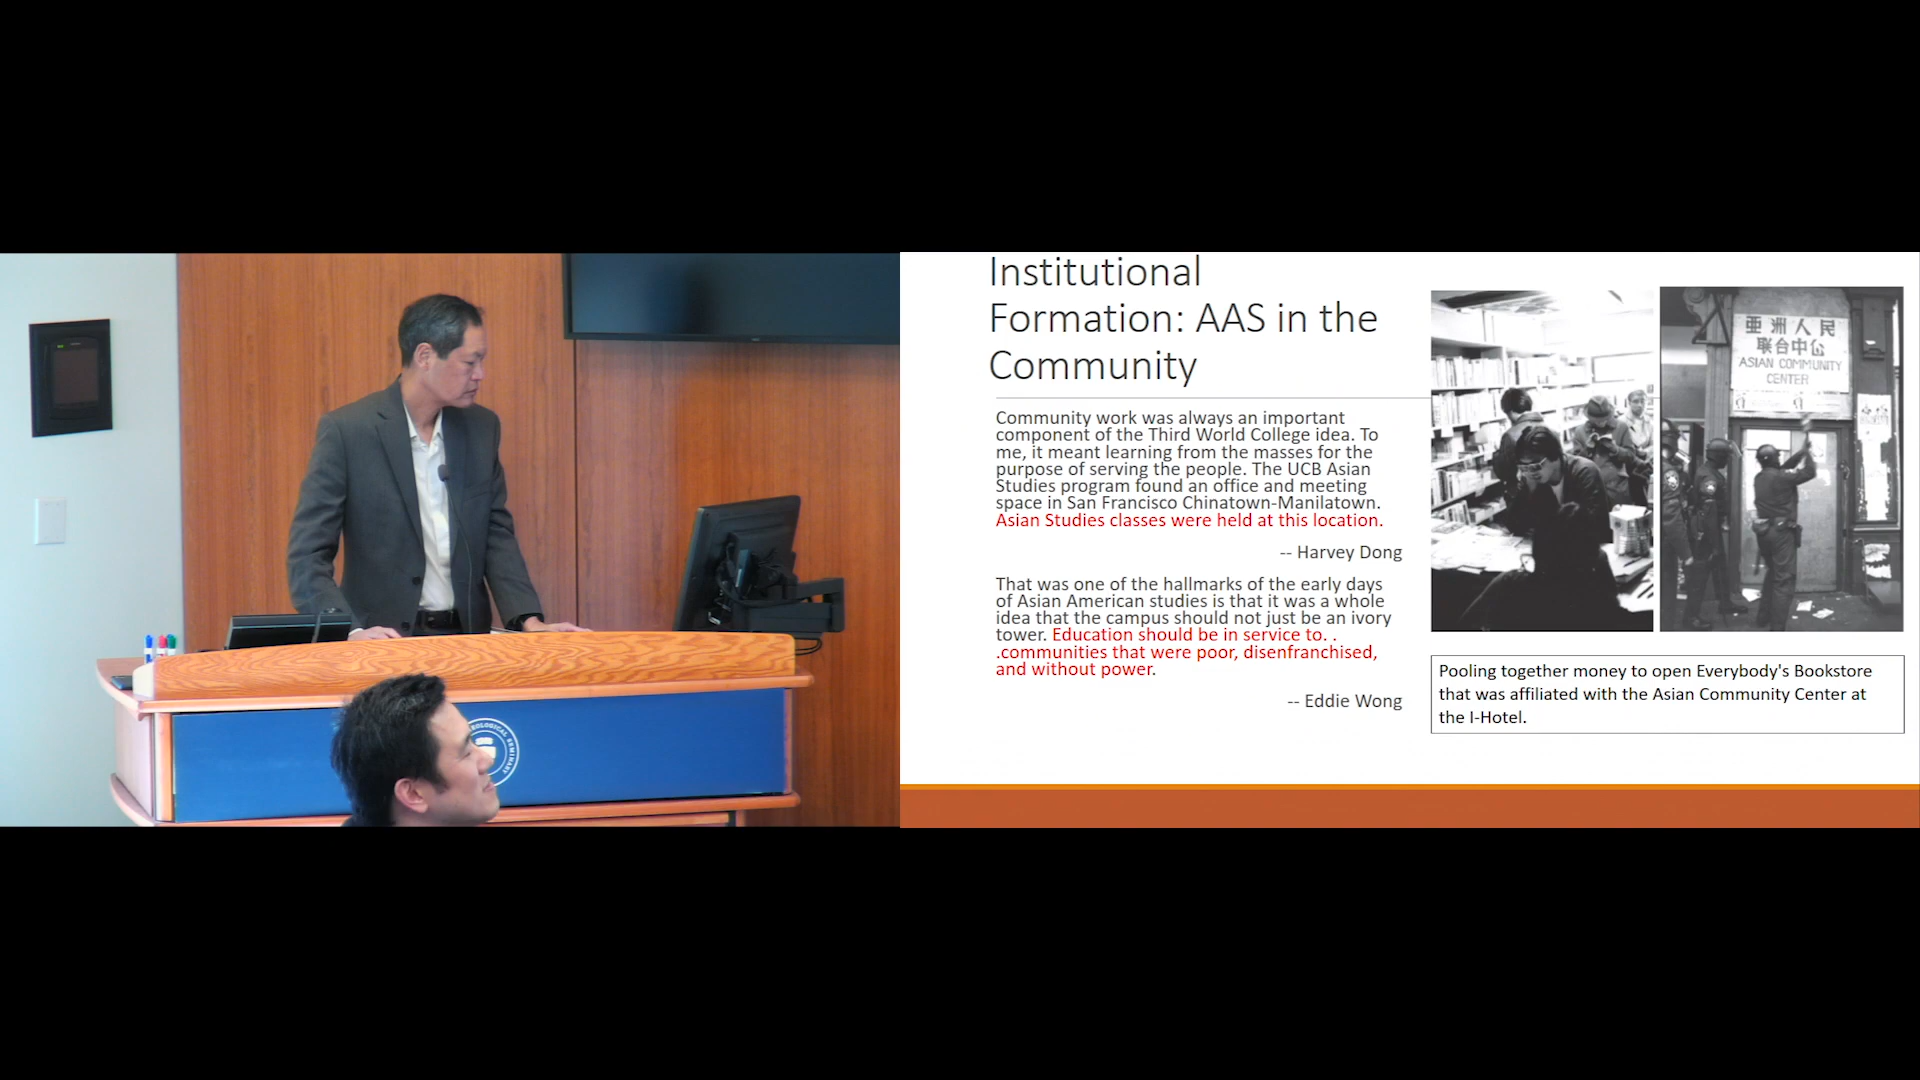 Institutional
Formation: AAS in the
Community
Community work was always an important
component of the Third World College idea. To
me, it meant learning from the masses for the
purpose of serving the people. The UCB Asian
Studies program found an office and meeting
space in San Francisco Chinatown-Manilatown.
Asian Studies classes were held at this location.
-- Harvey Dong
That was one of the hallmarks of the early days
of Asian American studies is that it was a whole
idea that the campus should not just be an ivory
tower. Education should be in service to. .
.communities that were poor, disenfranchised,
and without power.
-- Eddie Wong
亚洲人民
联合中心
ASIAN COMMUNITY
CENTER
Pooling together money to open Everybody's Bookstore
that was affiliated with the Asian Community Center at
the I-Hotel.
SEMINARY